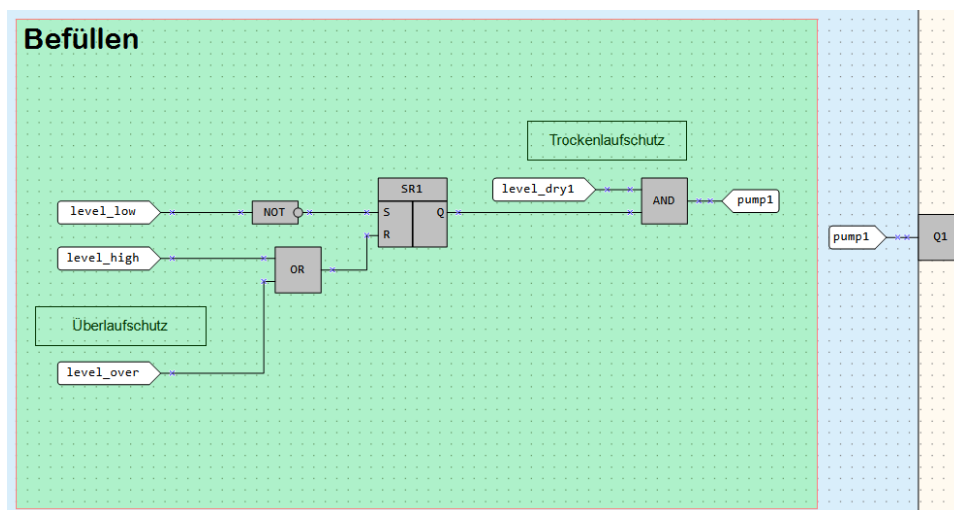 Befüllen
Trockenlaufschutz
SR1
level_dry1
AND
pump1
level_low
NOT
S
Q
R
level_high
OR
pump1
Q1
Überlaufschutz
level_over